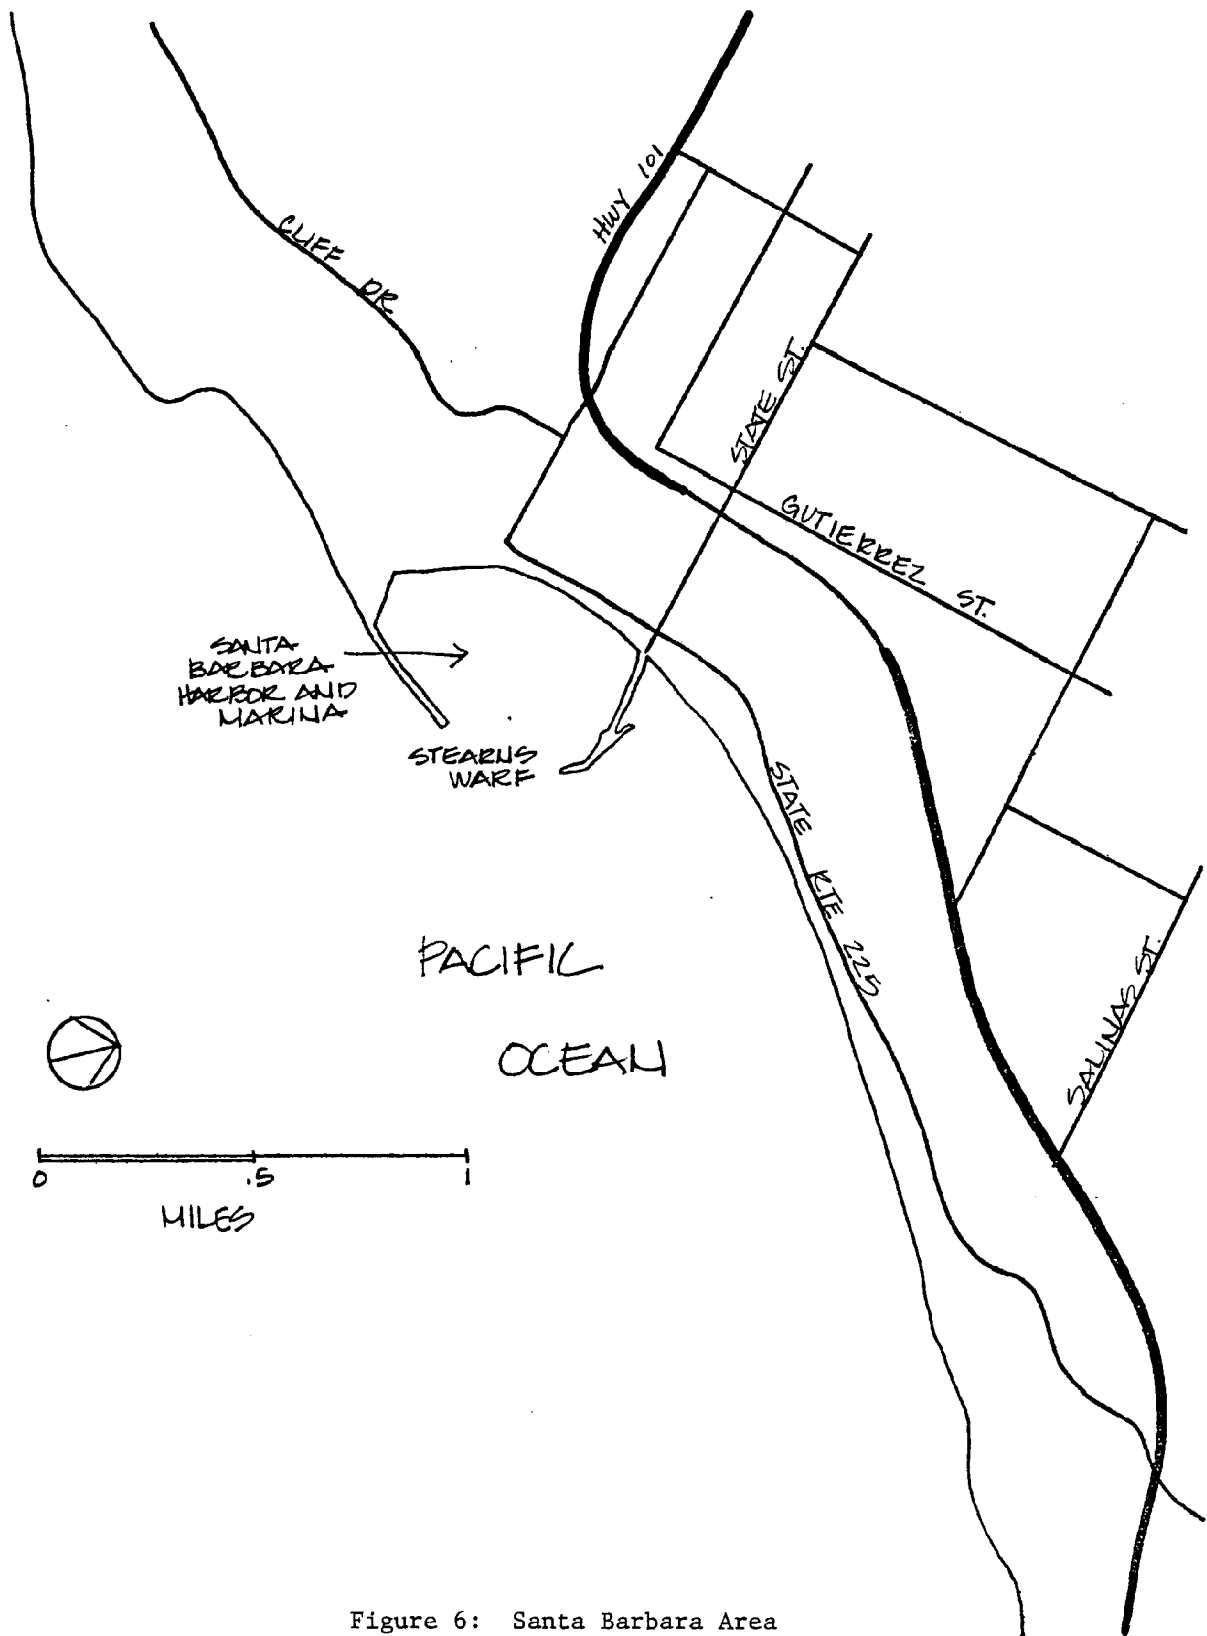 HWY 101
CLIFF DR
STATE ST.
GUTIERREZ ST.
SANTA
BARBARA
HARBOR AND
MARINA
STEARNS
WARF
STATE RTE 225
PACIFIC
OCEAN
SALINAS ST.
0 .5 1
MILES
Figure 6: Santa Barbara Area